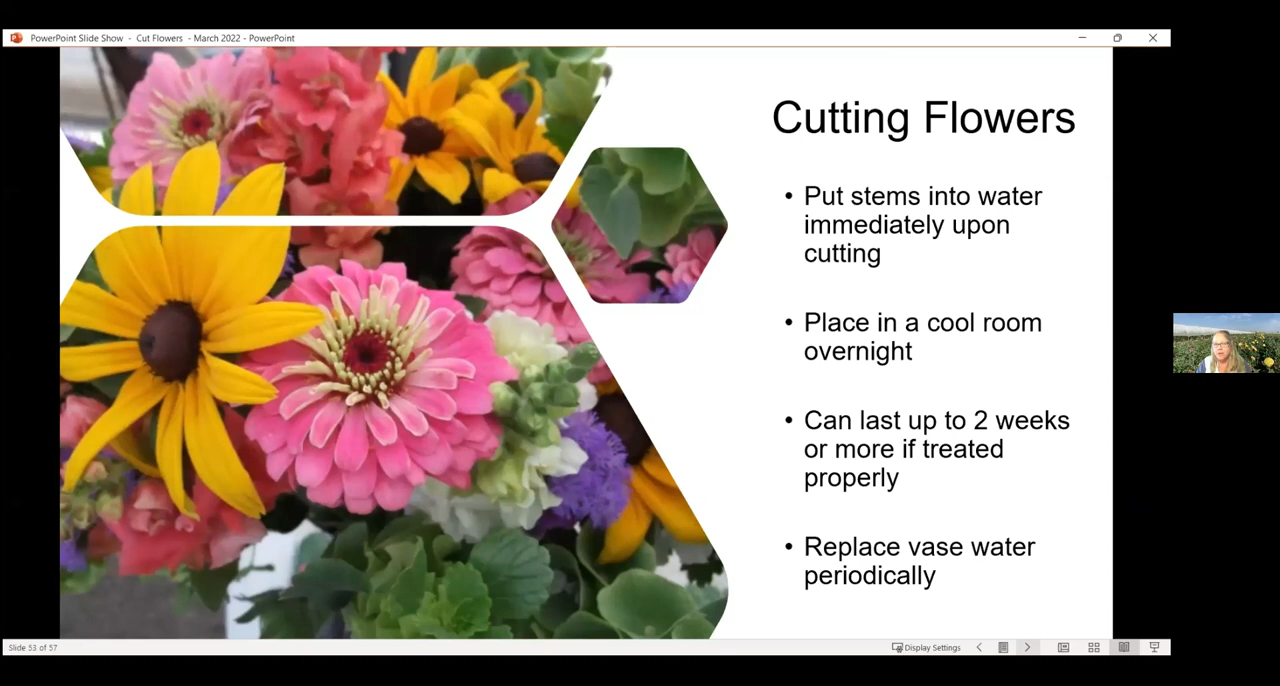 PowerPoint Slide Show - Cut Flowers - March 2022 - PowerPoint
Cutting Flowers
• Put stems into water
immediately upon
cutting
• Place in a cool room
overnight
• Can last up to 2 weeks
or more if treated
properly
• Replace vase water
periodically
Slide 53 of 57
Display Settings